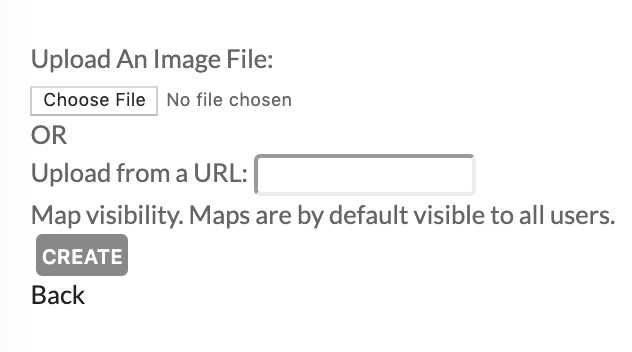 Upload An Image File:
Choose File No file chosen
OR
Upload from a URL:
Map visibility. Maps are by default visible to all users.
CREATE
Back